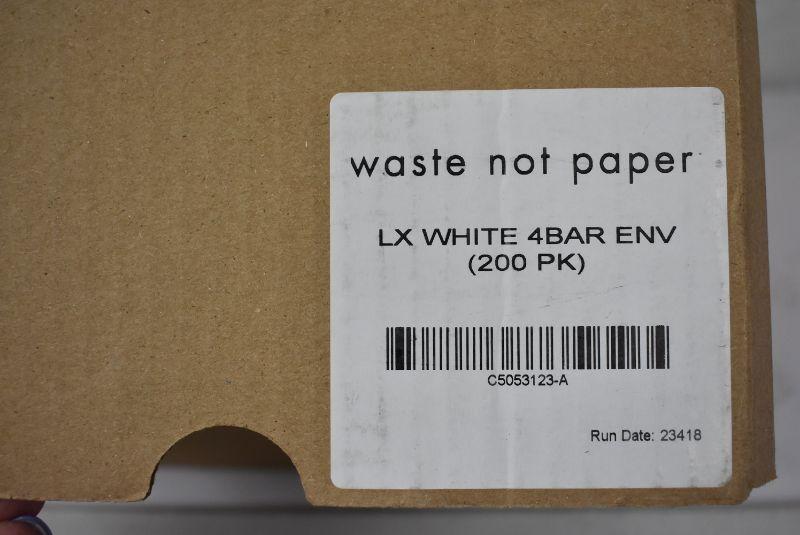 waste not paper
LX WHITE 4BAR ENV
(200 PK)
C5053123-A
Run Date: 23418